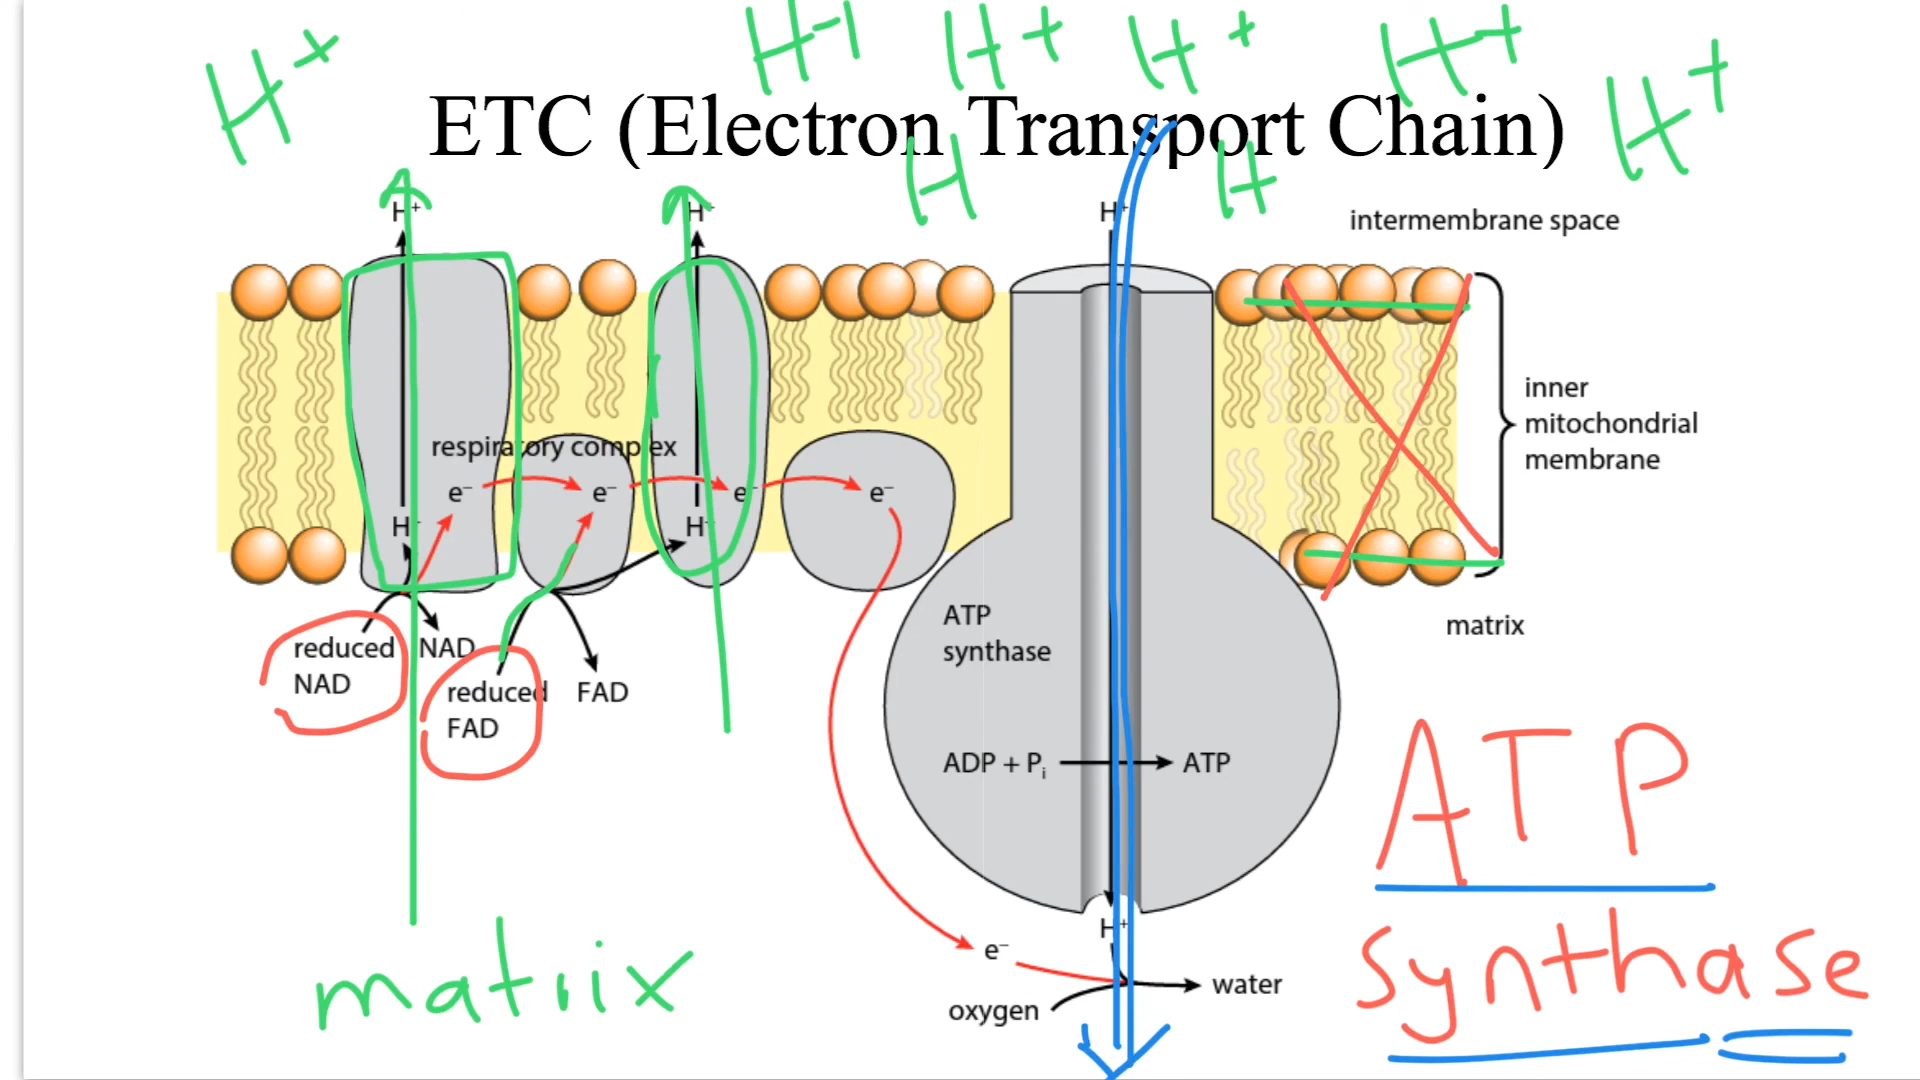 H+ H+ H+ H+ H+ H+
ETC (Electron Transport Chain)
H H
H⁺ H⁺ H⁺
intermembrane space
inner
mitochondrial
membrane
respiratory complex
e⁻ e⁻ e⁻ e⁻
H⁺ H⁺
ATP
synthase
matrix
reduced
NAD
NAD
reduced
FAD
FAD
ADP + Pᵢ ATP
ATP
synthase
H⁺
e⁻
water
oxygen
matrix